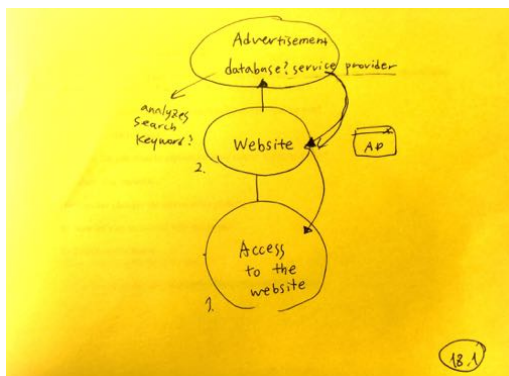 Advertisement
database? service provider
analyzes
search
keyword?
Website
AD
2.
Access
to the
website
1.
18.1